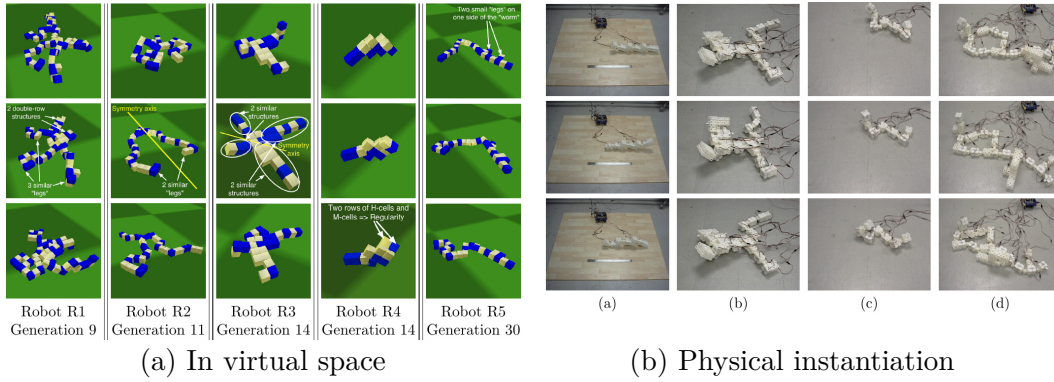 Two small "legs" on
one side of the "worm"
2 double-row
structures
3 similar
"legs"
Symmetry axis
2 similar
"legs"
2 similar
structures
Symmetry
axis
2 similar
structures
Two rows of H-cells and
M-cells => Regularity
Robot R1
Generation 9
Robot R2
Generation 11
Robot R3
Generation 14
Robot R4
Generation 14
Robot R5
Generation 30
(a) In virtual space
(a)
(b)
(c)
(d)
(b) Physical instantiation